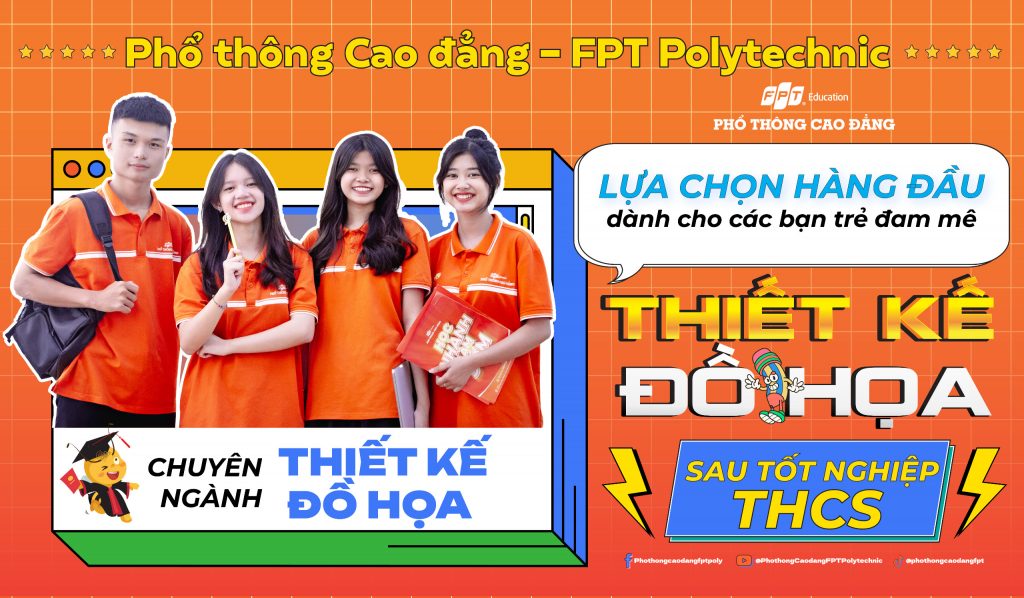 Phổ thông Cao đẳng – FPT Polytechnic
FPT Education
PHỔ THÔNG CAO ĐẲNG
LỰA CHỌN HÀNG ĐẦU
dành cho các bạn trẻ đam mê
THIẾT KẾ
ĐỒ HỌA
SAU TỐT NGHIỆP
THCS
CHUYÊN
NGÀNH
THIẾT KẾ
ĐỒ HỌA
Phothongcaodangfptpoly
@PhothongCaodangFPTPolytechnic
@phothongcaodangfpt